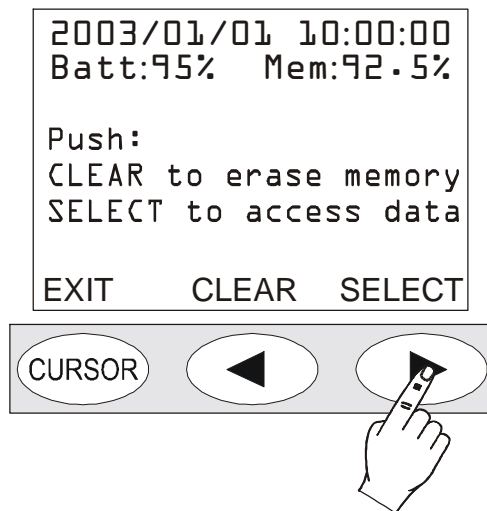 2003/01/01 10:00:00
Batt:95% Mem:92.5%
Push:
CLEAR to erase memory
SELECT to access data
EXIT CLEAR SELECT
CURSOR